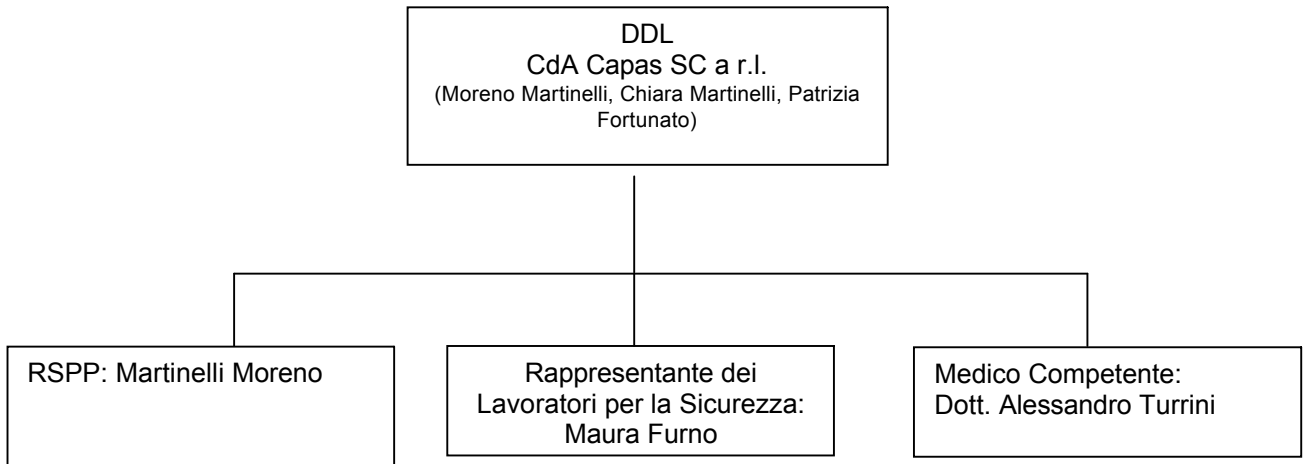 DDL
CdA Capas SC a r.l.
(Moreno Martinelli, Chiara Martinelli, Patrizia
Fortunato)
RSPP: Martinelli Moreno
Rappresentante dei
Lavoratori per la Sicurezza:
Maura Furno
Medico Competente:
Dott. Alessandro Turrini